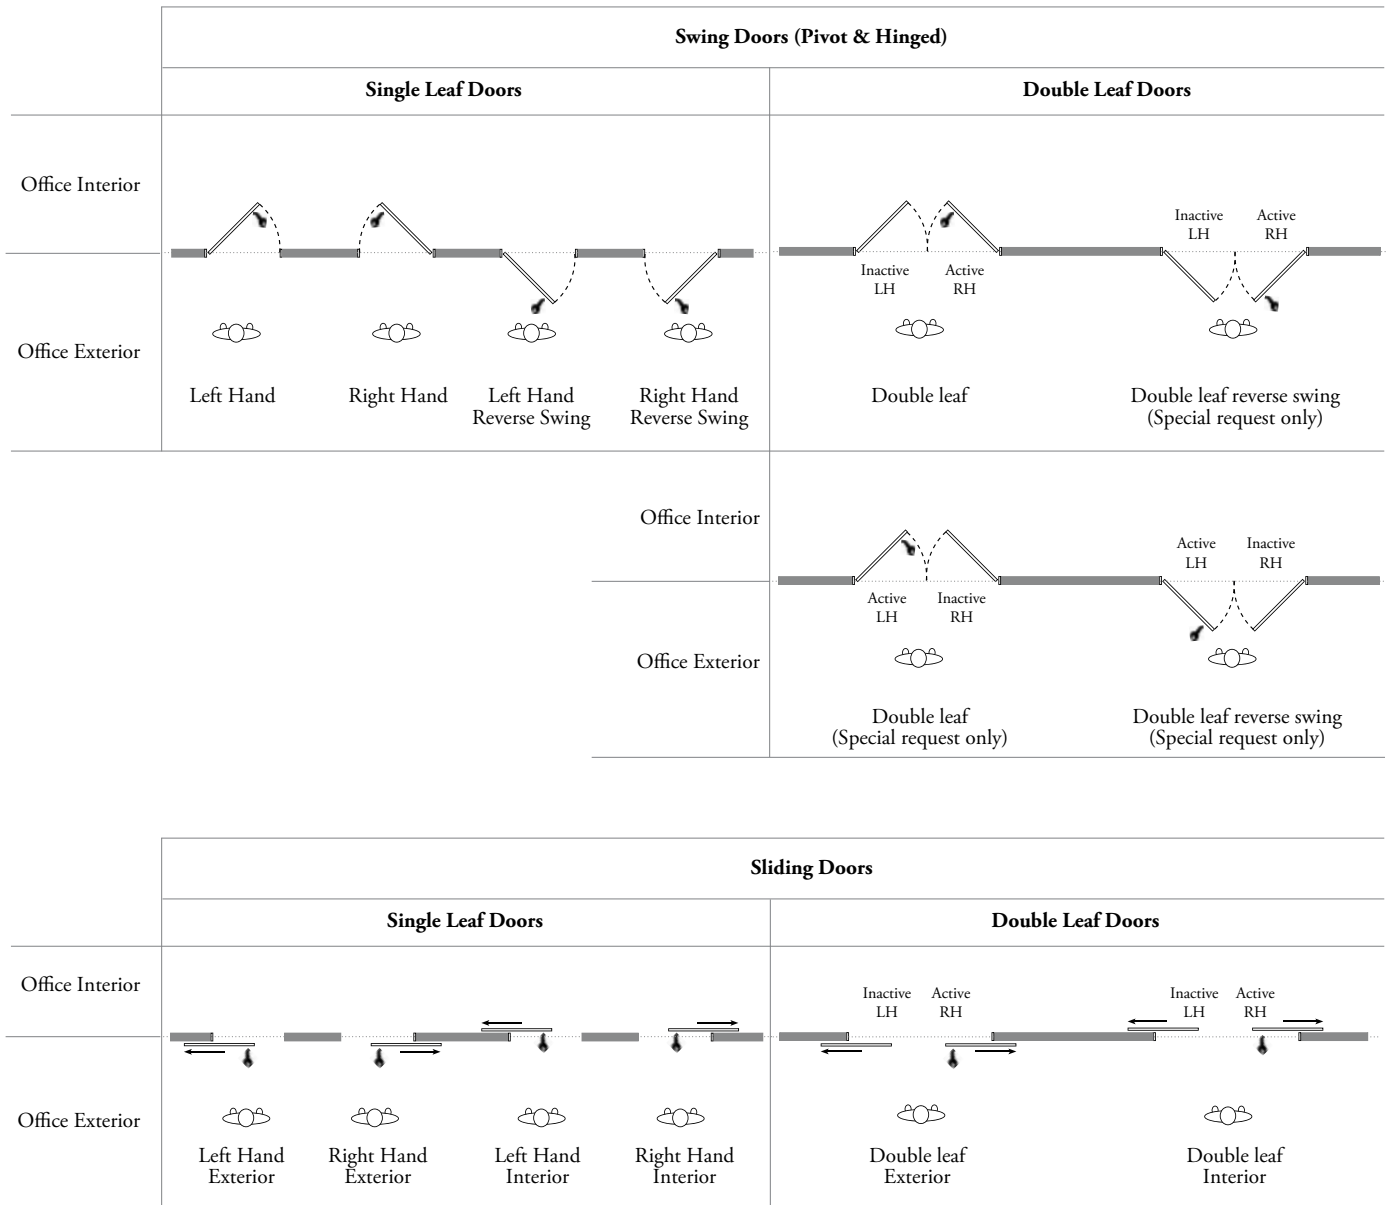 Swing Doors (Pivot & Hinged)
Single Leaf Doors
Double Leaf Doors
Office Interior
Inactive
LH
Active
RH
Inactive
LH
Active
RH
Office Exterior
Left Hand
Right Hand
Left Hand
Reverse Swing
Right Hand
Reverse Swing
Double leaf
Double leaf reverse swing
(Special request only)
Office Interior
Active
LH
Inactive
RH
Active
LH
Inactive
RH
Office Exterior
Double leaf
(Special request only)
Double leaf reverse swing
(Special request only)
Sliding Doors
Single Leaf Doors
Double Leaf Doors
Office Interior
Inactive
LH
Active
RH
Inactive
LH
Active
RH
Office Exterior
Left Hand
Exterior
Right Hand
Exterior
Left Hand
Interior
Right Hand
Interior
Double leaf
Exterior
Double leaf
Interior